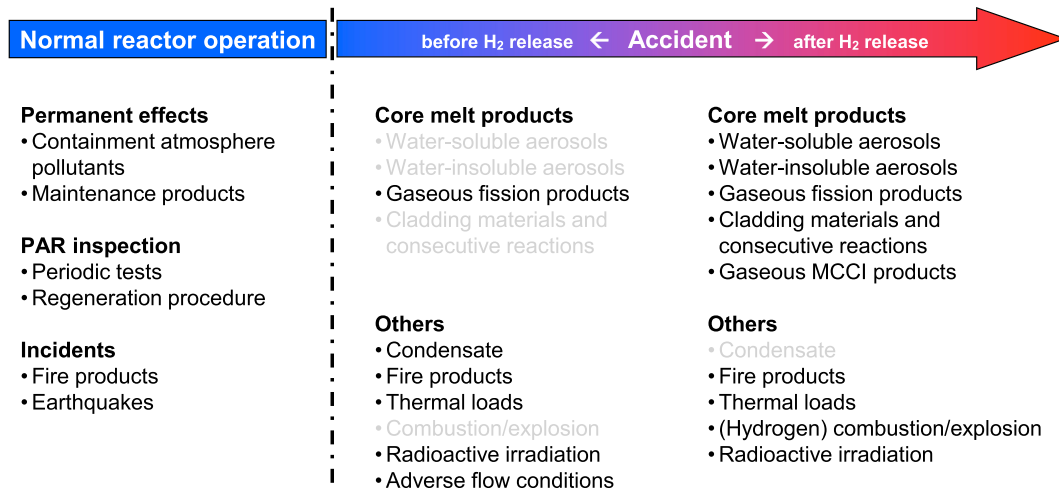 Normal reactor operation
before H₂ release ← Accident → after H₂ release
Permanent effects
• Containment atmosphere
pollutants
• Maintenance products
PAR inspection
• Periodic tests
• Regeneration procedure
Incidents
• Fire products
• Earthquakes
Core melt products
• Water-soluble aerosols
• Water-insoluble aerosols
• Gaseous fission products
• Cladding materials and
consecutive reactions
Others
• Condensate
• Fire products
• Thermal loads
• Combustion/explosion
• Radioactive irradiation
• Adverse flow conditions
Core melt products
• Water-soluble aerosols
• Water-insoluble aerosols
• Gaseous fission products
• Cladding materials and
consecutive reactions
• Gaseous MCCI products
Others
• Condensate
• Fire products
• Thermal loads
• (Hydrogen) combustion/explosion
• Radioactive irradiation